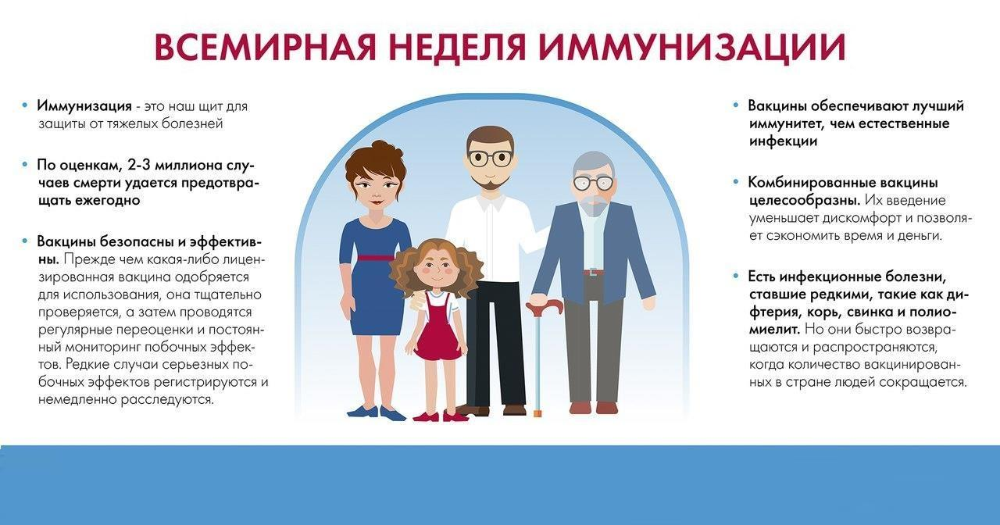 ВСЕМИРНАЯ НЕДЕЛЯ ИММУНИЗАЦИИ
• Иммунизация - это наш щит для
защиты от тяжелых болезней
• По оценкам, 2-3 миллиона слу-
чаев смерти удается предотвра-
щать ежегодно
• Вакцины безопасны и эффектив-
ны. Прежде чем какая-либо лицен-
зированная вакцина одобряется
для использования, она тщательно
проверяется, а затем проводятся
регулярные переоценки и постоян-
ный мониторинг побочных эффек-
тов. Редкие случаи серьезных по-
бочных эффектов регистрируются и
немедленно расследуются.
• Вакцины обеспечивают лучший
иммунитет, чем естественные
инфекции
• Комбинированные вакцины
целесообразны. Их введение
уменьшает дискомфорт и позволя-
ет сэкономить время и деньги.
• Есть инфекционные болезни,
ставшие редкими, такие как ди-
фтерия, корь, свинка и полио-
миелит. Но они быстро возвра-
щаются и распространяются,
когда количество вакцинирован-
ных в стране людей сокращается.